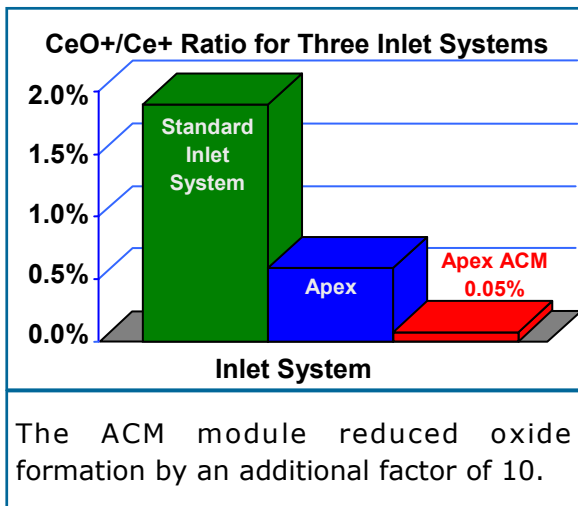 CeO+/Ce+ Ratio for Three Inlet Systems
2.0%
1.5%
1.0%
0.5%
0.0%
Standard
Inlet
System
Apex
Apex ACM
0.05%
Inlet System
The ACM module reduced oxide
formation by an additional factor of 10.